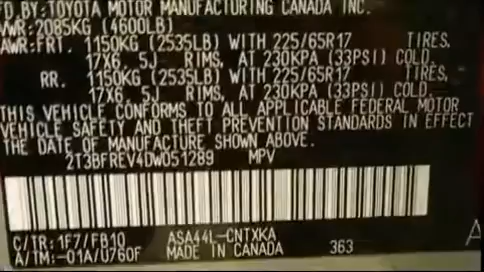 FD.BY:TOYOTA MOTOR MANUFACTURING CANADA INC.
VWR:2085KG (4600LB)
AWR:FRT. 1150KG (2535LB) WITH 225/65R17 TIRES,
17X6.5J RIMS, AT 230KPA (33PSI) COLD.
RR. 1150KG (2535LB) WITH 225/65R17 TIRES,
17X6.5J RIMS, AT 230KPA (33PSI) COLD.
THIS VEHICLE CONFORMS TO ALL APPLICABLE FEDERAL MOTOR
VEHICLE SAFETY AND THEFT PREVENTION STANDARDS IN EFFECT
THE DATE OF MANUFACTURE SHOWN ABOVE.
2T3BFREV4DW051289 MPV
C/TR:1F7/FB10 ASA44L-CNTXKA
A/TM:-01A/U760F MADE IN CANADA 363
A